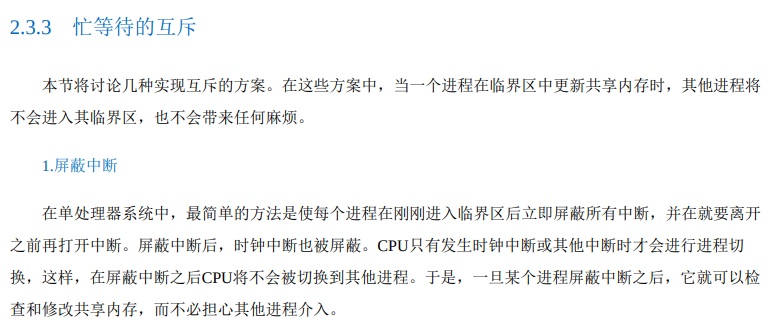 2.3.3 忙等待的互斥
本节将讨论几种实现互斥的方案。在这些方案中，当一个进程在临界区中更新共享内存时，其他进程将
不会进入其临界区，也不会带来任何麻烦。
1.屏蔽中断
在单处理器系统中，最简单的方法是使每个进程在刚刚进入临界区后立即屏蔽所有中断，并在就要离开
之前再打开中断。屏蔽中断后，时钟中断也被屏蔽。CPU只有发生时钟中断或其他中断时才会进行进程切
换，这样，在屏蔽中断之后CPU将不会被切换到其他进程。于是，一旦某个进程屏蔽中断之后，它就可以检
查和修改共享内存，而不必担心其他进程介入。